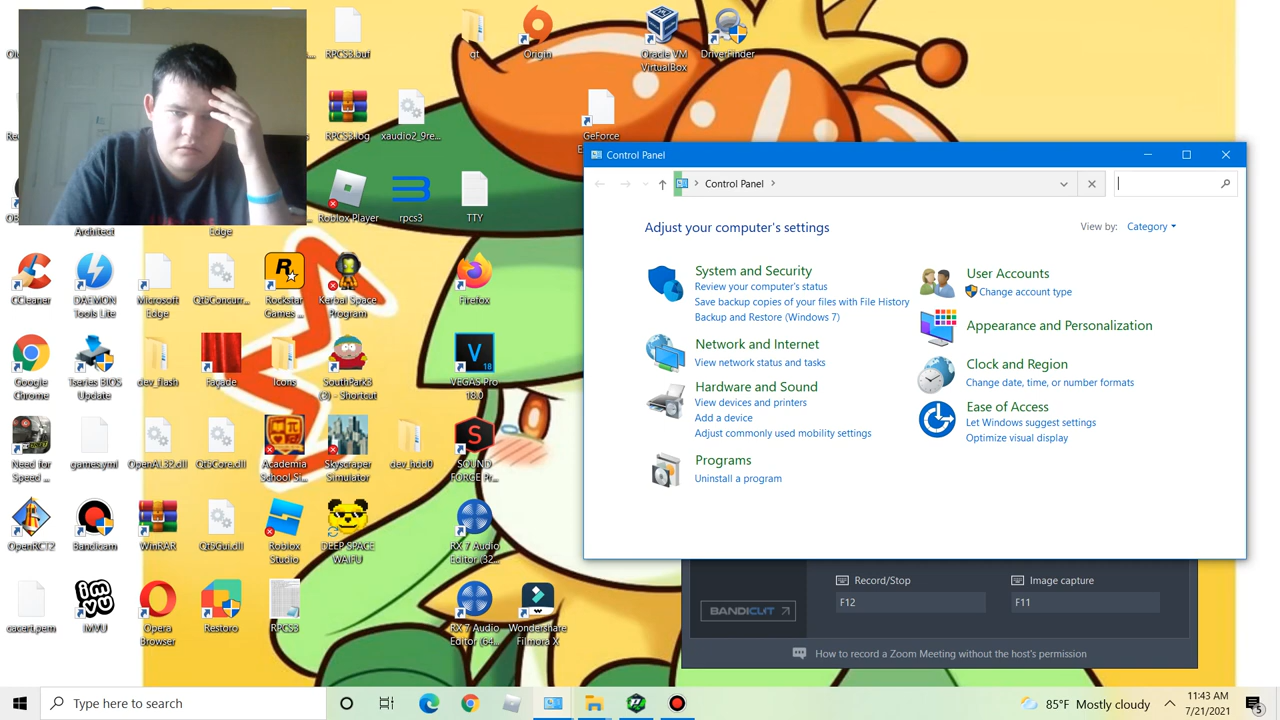 RPCS3.buf
qt
Origin
Oracle VM
VirtualBox
DriverFinder
RPCS3.log
xaudio2_9re...
GeForce
Roblox Player
rpcs3
TTY
Architect
Edge
CCleaner
DAEMON
Tools Lite
Microsoft
Edge
Qt5Concurr...
Rockstar
Games ...
Kerbal Space
Program
Firefox
Google
Chrome
Tseries BIOS
Update
dev_flash
Façade
Icons
SouthPark3
(3) - Shortcut
VEGAS Pro
18.0
Need for
Speed ...
games.yml
OpenAL32.dll
Qt5Core.dll
Academia
School Si...
Skyscraper
Simulator
dev_hdd0
SOUND
FORCE Pr...
OpenRCT2
Bandicam
WinRAR
Qt5Gui.dll
Roblox
Studio
DEEP SPACE
WAIFU
RX 7 Audio
Editor (32...
cacert.pem
IMVU
Opera
Browser
Restoro
RPCS3
RX 7 Audio
Editor (64...
Wondershare
Filmora X
Control Panel
Control Panel
Adjust your computer's settings
View by: Category
System and Security
Review your computer's status
Save backup copies of your files with File History
Backup and Restore (Windows 7)
Network and Internet
View network status and tasks
Hardware and Sound
View devices and printers
Add a device
Adjust commonly used mobility settings
Programs
Uninstall a program
User Accounts
Change account type
Appearance and Personalization
Clock and Region
Change date, time, or number formats
Ease of Access
Let Windows suggest settings
Optimize visual display
Record/Stop
Image capture
F12
F11
BANDICUT
How to record a Zoom Meeting without the host's permission
Type here to search
85°F Mostly cloudy
11:43 AM
7/21/2021
5